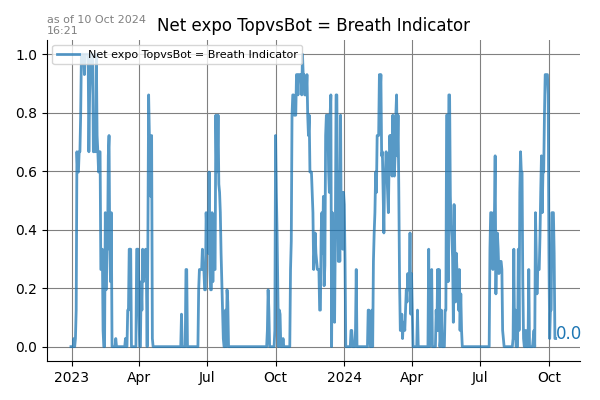 as of 10 Oct 2024
16:21
Net expo TopvsBot = Breath Indicator
Net expo TopvsBot = Breath Indicator
1.0
0.8
0.6
0.4
0.2
0.0
0.0
2023 Apr Jul Oct 2024 Apr Jul Oct